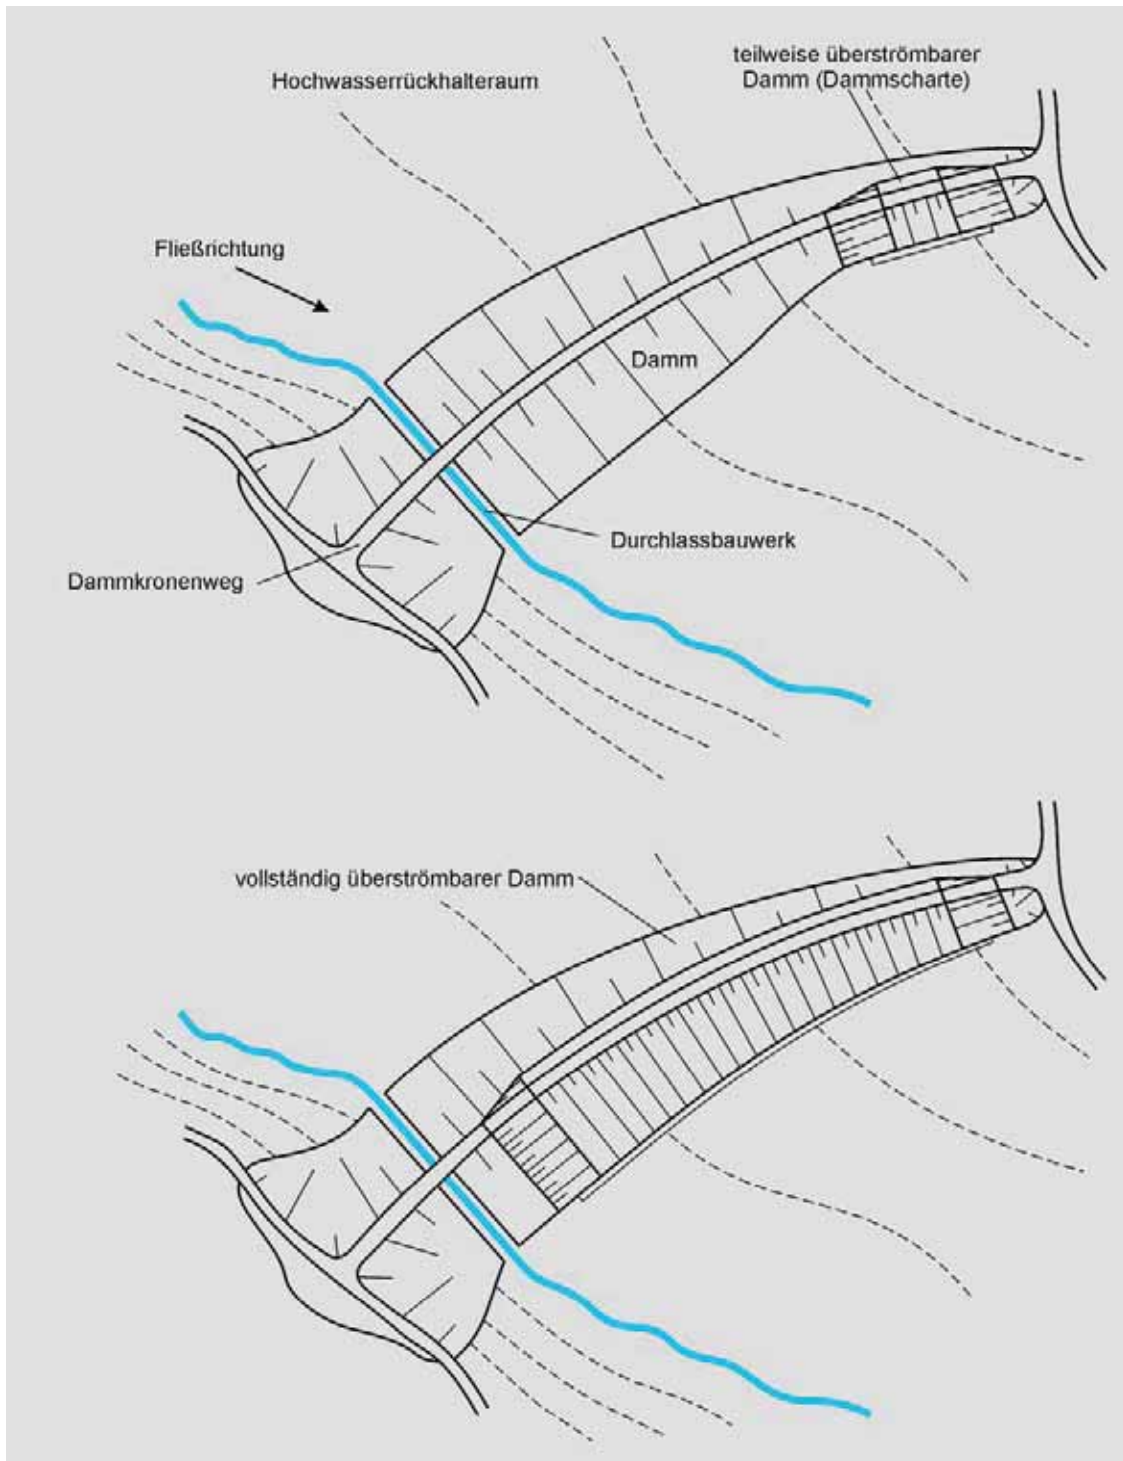 Hochwasserrückhalteraum
teilweise überströmbarer
Damm (Dammscharte)
Fließrichtung
Damm
Durchlassbauwerk
Dammkronenweg
vollständig überströmbarer Damm